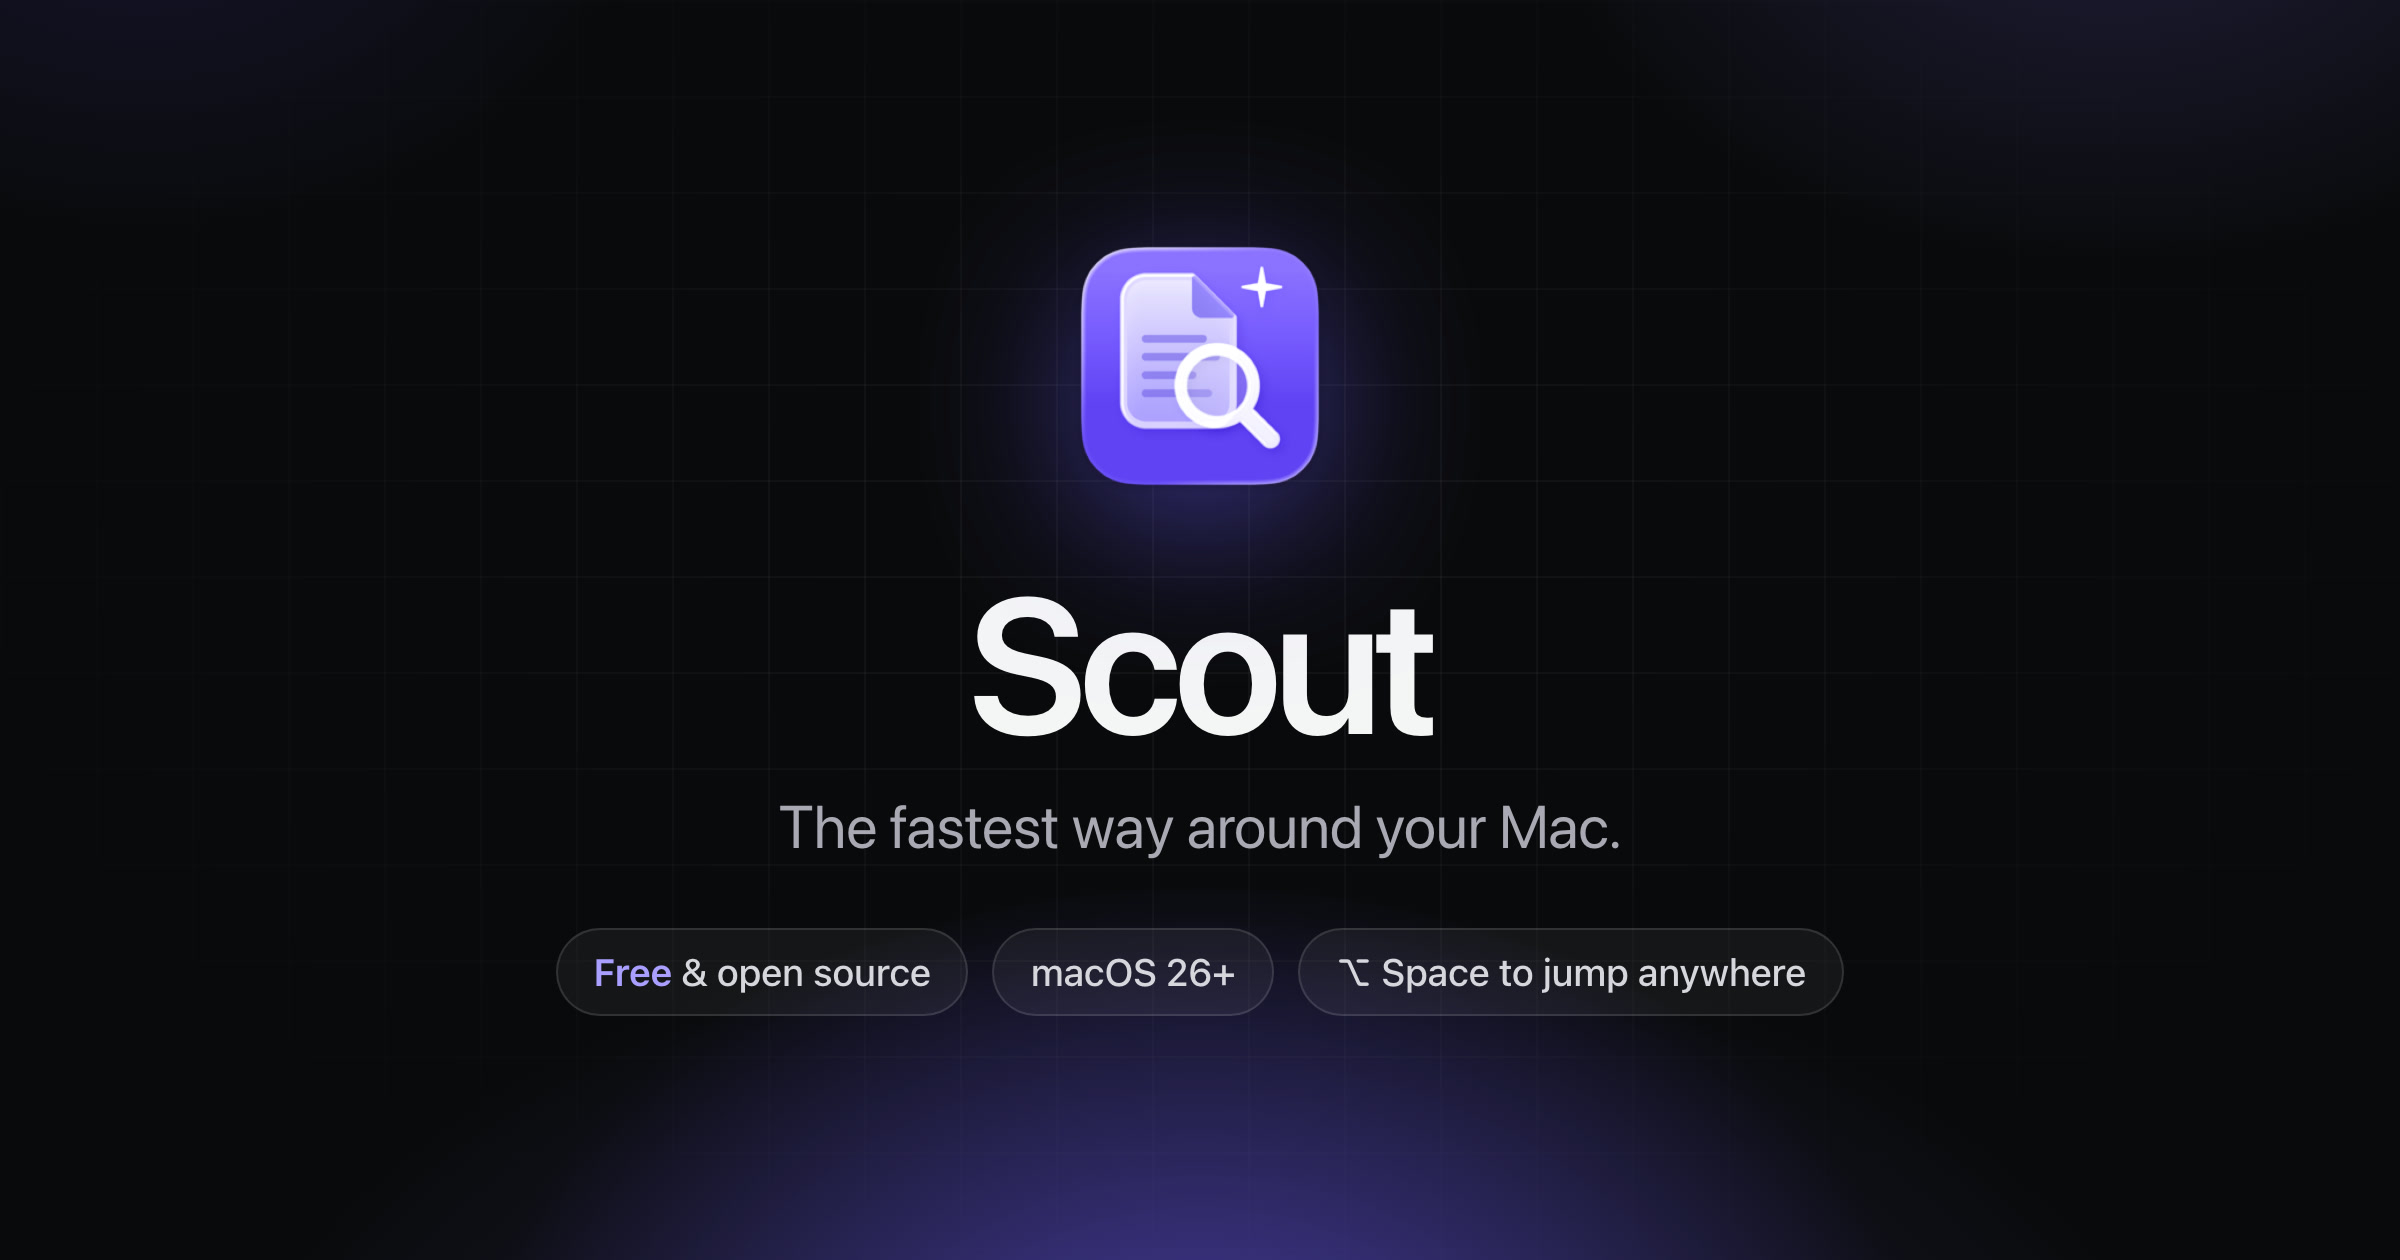 Scout
The fastest way around your Mac.
Free & open source
macOS 26+
⌥ Space to jump anywhere